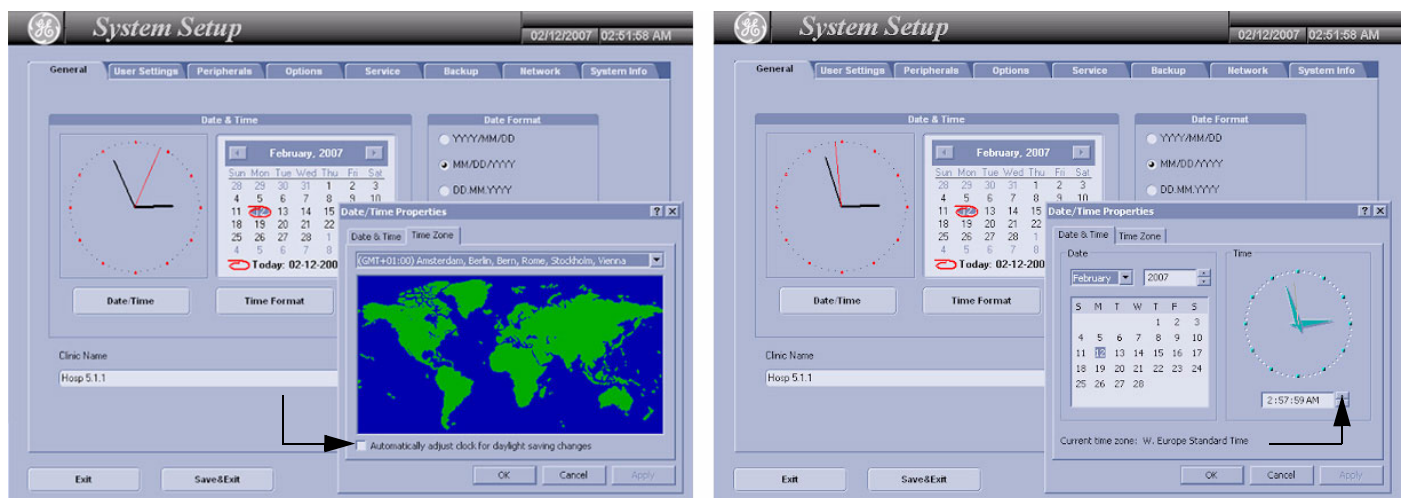 System Setup
02/12/2007 02:51:58 AM
General User Settings Peripherals Options Service Backup Network System Info
Date & Time
Date Format
February, 2007
Sun Mon Tue Wed Thu Fri Sat
28 29 30 31 1 2 3
4 5 6 7 8 9 10
11 12 13 14 15
18 19 20 21 22
25 26 27 28 1
4 5 6 7 8
Today: 02-12-200
YYYY/MM/DD
MM/DD/YYYY
DD.MM.YYYY
Date/Time
Time Format
Clinic Name
Hosp 5.1.1
Exit
Save&Exit
Date/Time Properties
Date & Time Time Zone
(GMT+01:00) Amsterdam, Berlin, Bern, Rome, Stockholm, Vienna
Automatically adjust clock for daylight saving changes
OK Cancel Apply
System Setup
02/12/2007 02:51:58 AM
General User Settings Peripherals Options Service Backup Network System Info
Date & Time
Date Format
February, 2007
Sun Mon Tue Wed Thu Fri Sat
28 29 30 31 1 2 3
4 5 6 7 8 9 10
11 12 13 14 15
18 19 20 21 22
25 26 27 28 1
4 5 6 7 8
Today: 02-12-200
YYYY/MM/DD
MM/DD/YYYY
DD.MM.YYYY
Date/Time
Time Format
Clinic Name
Hosp 5.1.1
Exit
Save&Exit
Date/Time Properties
Date & Time Time Zone
Date
February 2007
S M T W T F S
1 2 3
4 5 6 7 8 9 10
11 12 13 14 15 16 17
18 19 20 21 22 23 24
25 26 27 28
Time
2:57:59 AM
Current time zone: W. Europe Standard Time
OK Cancel Apply